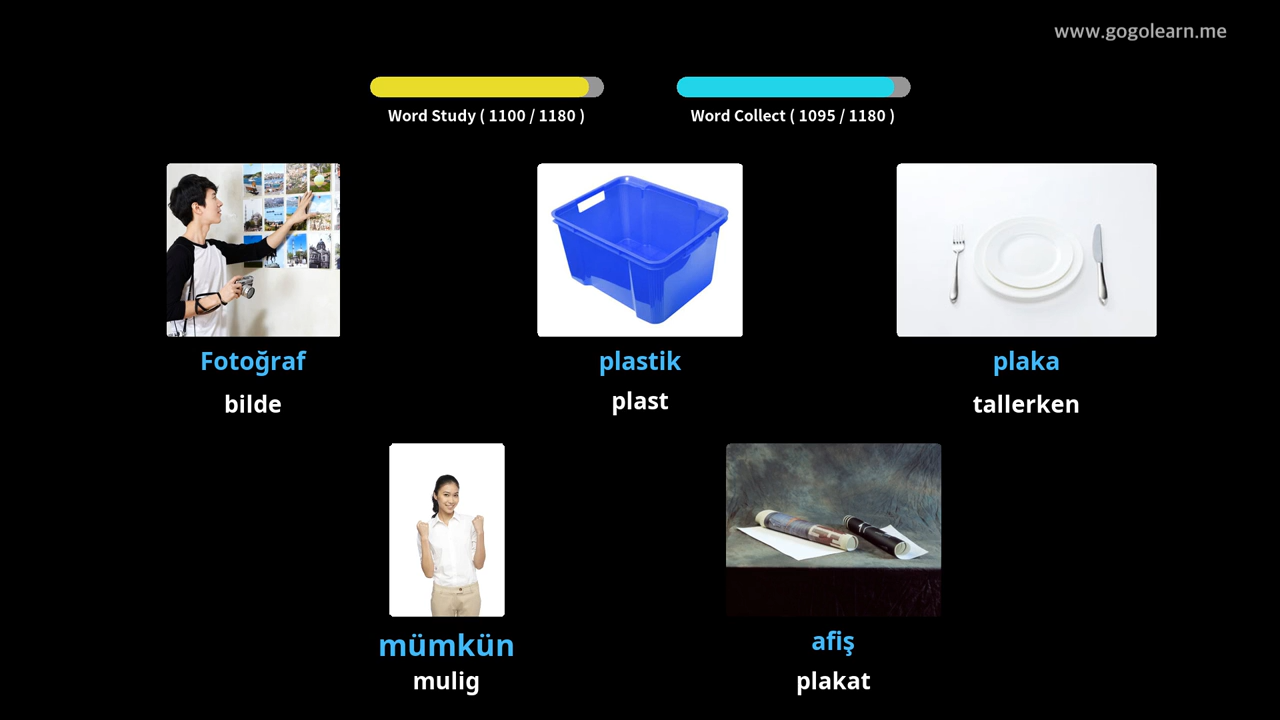 www.gogolearn.me
Word Study ( 1100 / 1180 )
Word Collect ( 1095 / 1180 )
Fotoğraf
bilde
plastik
plast
plaka
tallerken
mümkün
mulig
afiş
plakat